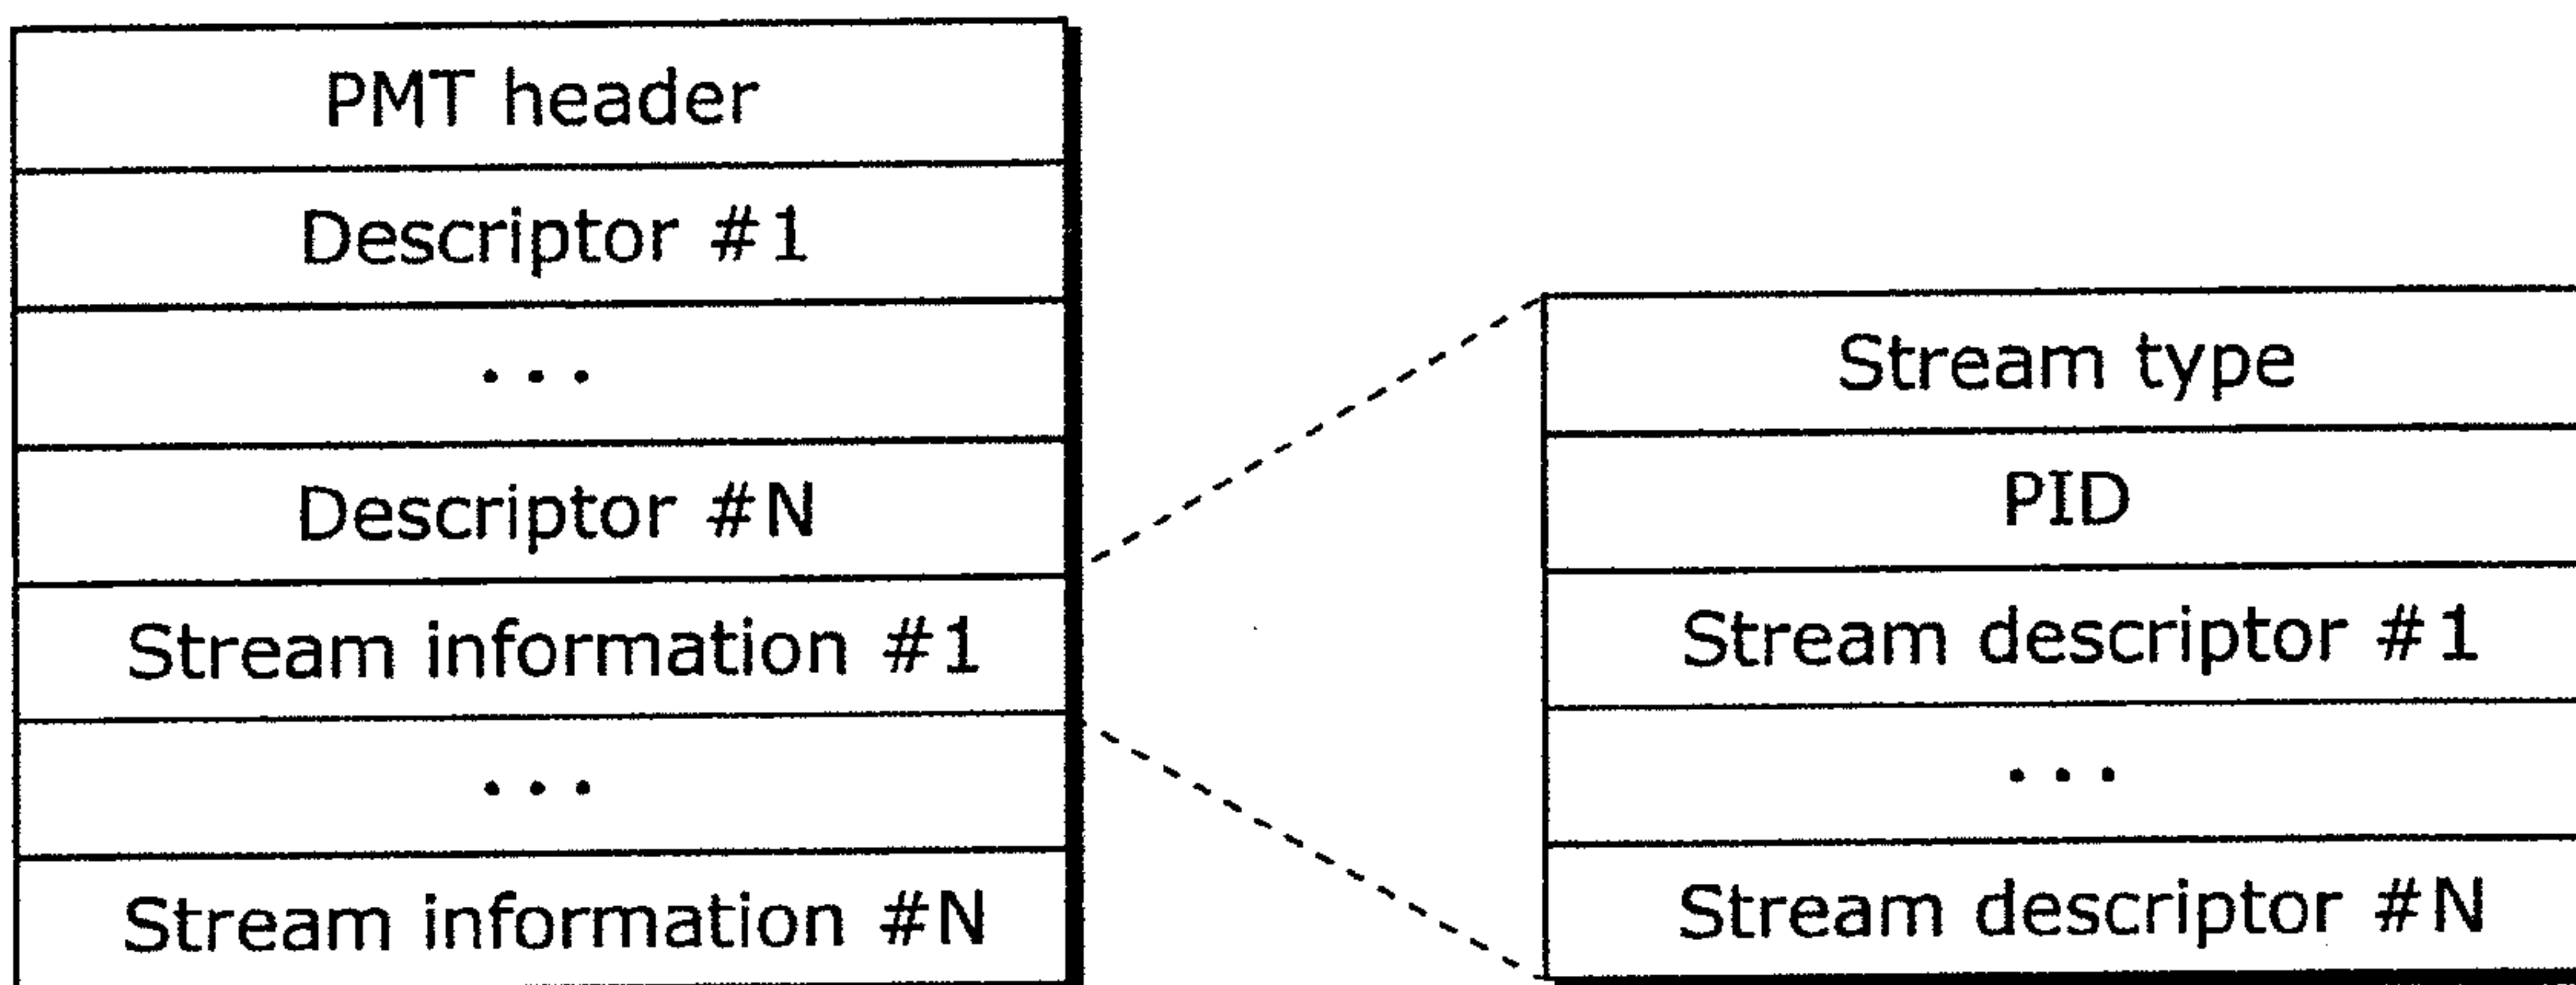 PMT header
Descriptor #1
...
Descriptor #N
Stream information #1
...
Stream information #N
Stream type
PID
Stream descriptor #1
...
Stream descriptor #N